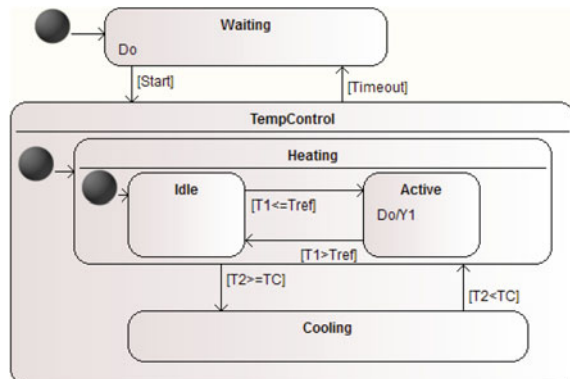 Waiting
Do
[Start]
[Timeout]
TempControl
Heating
Idle
Active
[T1<=Tref]
Do/Y1
[T1>Tref]
[T2>=TC]
[T2<TC]
Cooling